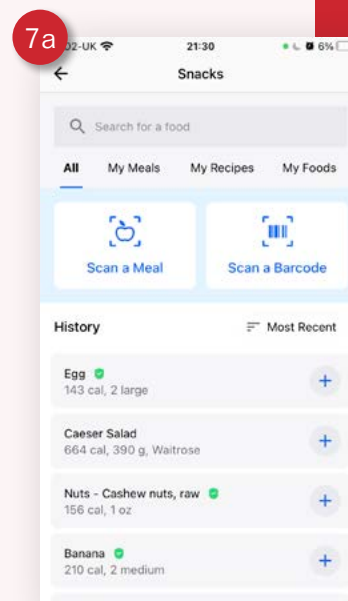 7a
02-UK 21:30 6%
Snacks
Search for a food
All My Meals My Recipes My Foods
Scan a Meal Scan a Barcode
History Most Recent
Egg
143 cal, 2 large
Caeser Salad
664 cal, 390 g, Waitrose
Nuts - Cashew nuts, raw
156 cal, 1 oz
Banana
210 cal, 2 medium